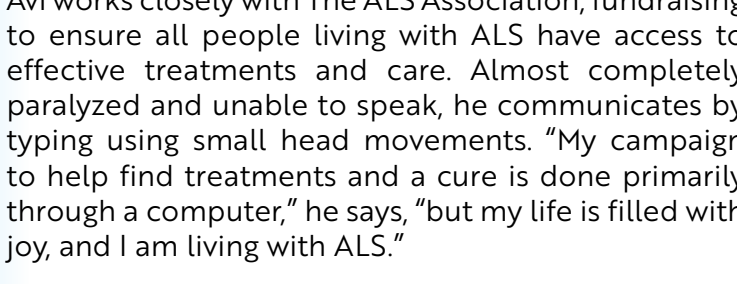 Avi works closely with The ALS Association, fundraising
to ensure all people living with ALS have access to
effective treatments and care. Almost completely
paralyzed and unable to speak, he communicates by
typing using small head movements. “My campaign
to help find treatments and a cure is done primarily
through a computer,” he says, “but my life is filled with
joy, and I am living with ALS.”